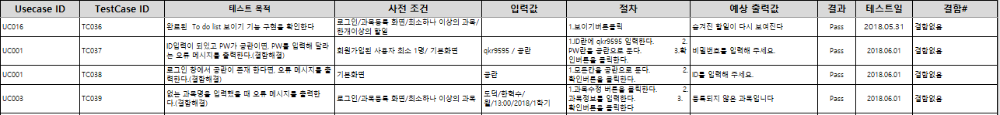 Usecase ID TestCase ID 테스트 목적 사전 조건 입력값 절차 예상 출력값 결과 테스트일 결함#
UC016 TC036 완료된 To do list 보이기 기능 구현을 확인한다 로그인/과목등록 화면/최소하나 이상의 과목/
한개이상의 할일 1.보이기버튼클릭 숨겨진 할일이 다시 보여진다 Pass 2018.05.31 결함없음
UC001 TC037 ID입력이 되있고 PW가 공란이면, PW를 입력해 달라
는 오류 메시지를 출력한다.(결함해결) 회원가입된 사용자 최소 1명/ 기본화면 qkr9595 / 공란 1.ID란에 qkr9595 입력한다. 2.
PW란을 공란으로 둔다. 3.확
인버튼을 클릭한다. 비밀번호를 입력해 주세요. Pass 2018.06.01 결함없음
UC001 TC038 로그인 창에서 공란이 존재 한다면, 오류 메시지를 출
력한다.(결함해결) 기본화면 공란 1.모든칸을 공란으로 둔다. 2.
확인버튼을 클릭한다. ID를 입력해 주세요. Pass 2018.06.01 결함없음
UC003 TC039 없는 과목명을 입력했을 때 오류 메시지를 출력한
다.(결함해결) 로그인/과목등록 화면/최소하나 이상의 과목 도덕/한혁수/
월/13:00/2018/1학기 1.과목수정 버튼을 클릭한다. 2.
과목정보를 입력한다. 3.
확인버튼을 클릭한다 등록되지 않은 과목입니다 Pass 2018.06.01 결함없음